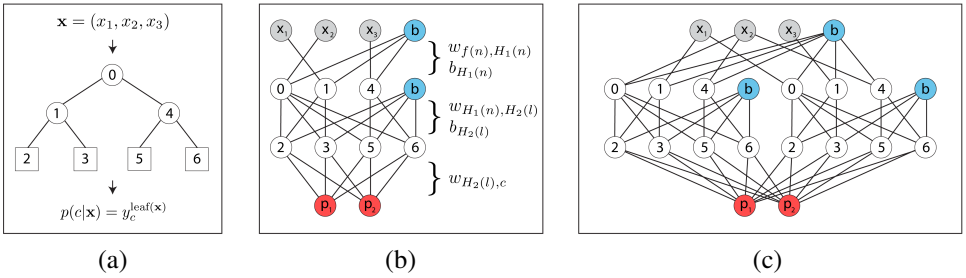 x = (x₁, x₂, x₃)
0
1 4
2 3 5 6
p(c|x) = y_c^leaf(x)
(a)
x₁ x₂ x₃ b
w_f(n),H₁(n)
b_H₁(n)
0 1 4 b
w_H₁(n),H₂(l)
b_H₂(l)
2 3 5 6
w_H₂(l),c
p₁ p₂
(b)
x₁ x₂ x₃ b
0 1 4 b 0 1 4 b
2 3 5 6 2 3 5 6
p₁ p₂
(c)